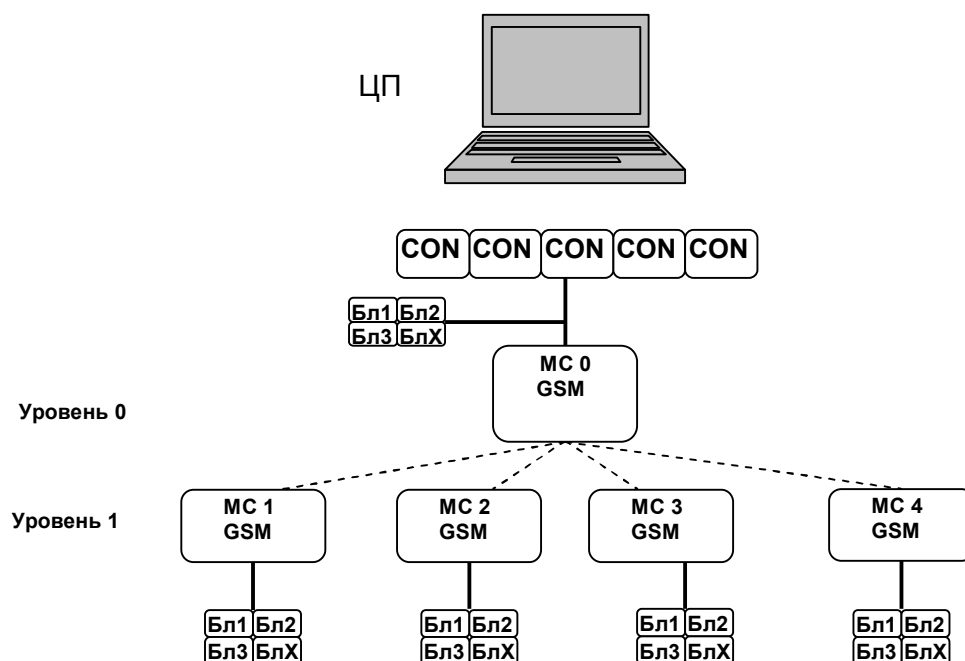 ЦП
CON CON CON CON CON
Бл1 Бл2
Бл3 БлХ
МС 0
GSM
Уровень 0
Уровень 1
МС 1
GSM
МС 2
GSM
МС 3
GSM
МС 4
GSM
Бл1 Бл2
Бл3 БлХ
Бл1 Бл2
Бл3 БлХ
Бл1 Бл2
Бл3 БлХ
Бл1 Бл2
Бл3 БлХ